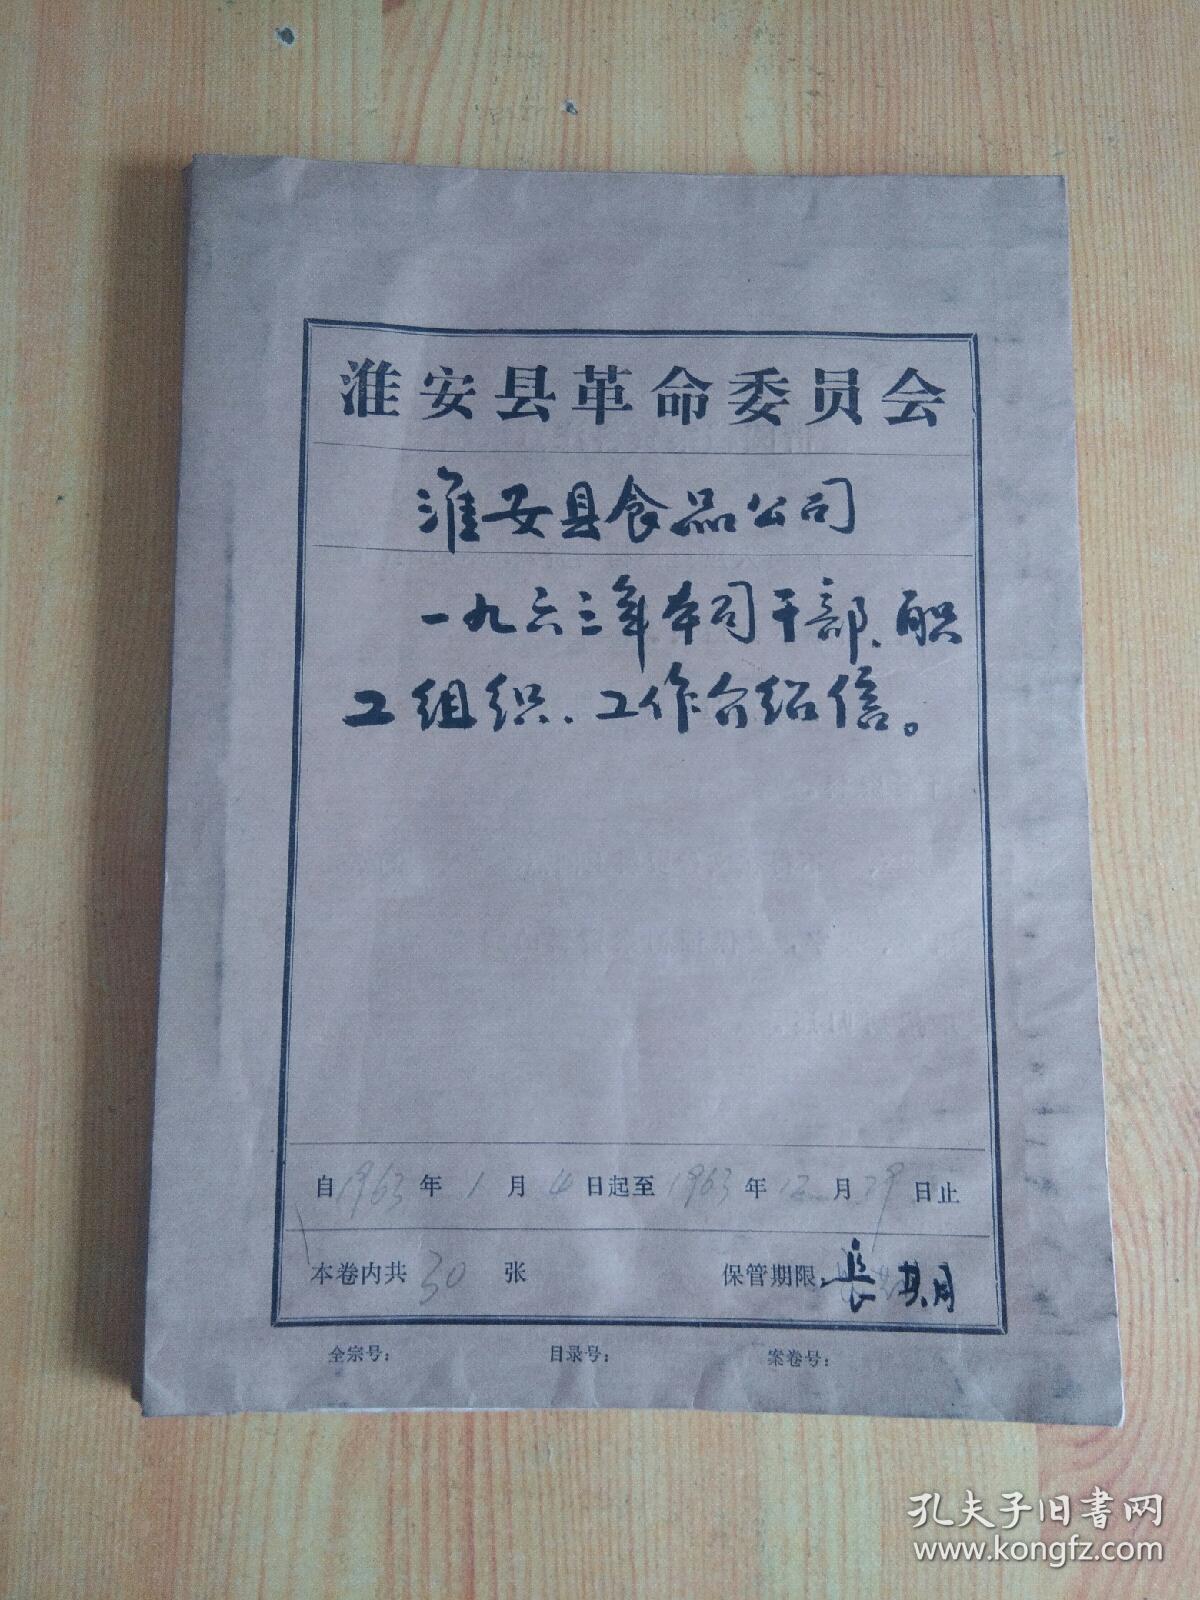 淮安县革命委员会
淮安县食品公司
一九六三年本司干部、职
工组织、工作介绍信。
自1963年1月4日起至1963年12月29日止
本卷内共30张 保管期限 长期
全宗号： 目录号： 案卷号：
孔夫子旧書网
www.kongfz.com